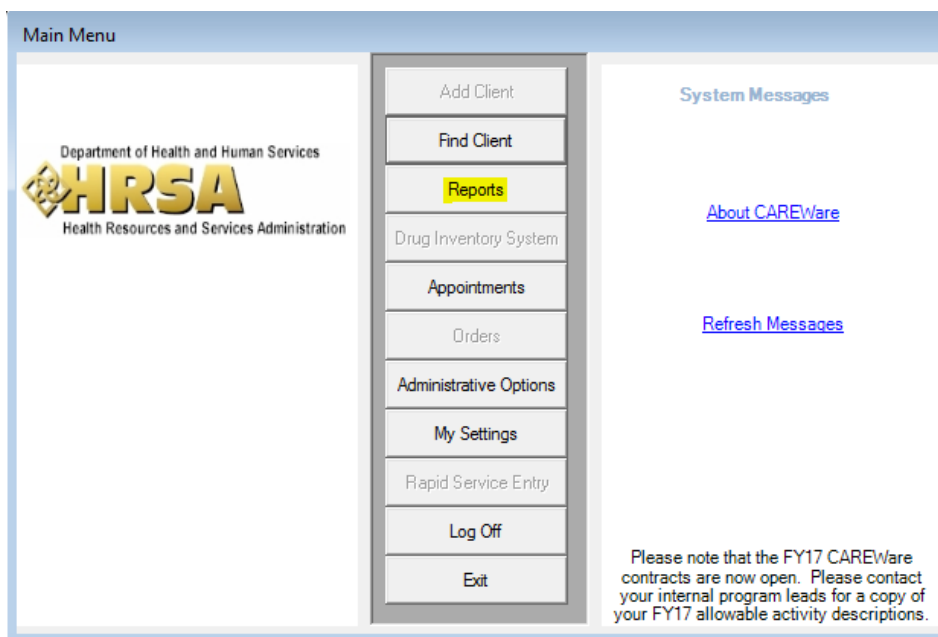 Main Menu
Department of Health and Human Services
HRSA
Health Resources and Services Administration
Add Client
Find Client
Reports
Drug Inventory System
Appointments
Orders
Administrative Options
My Settings
Rapid Service Entry
Log Off
Exit
System Messages
About CAREWare
Refresh Messages
Please note that the FY17 CAREWare
contracts are now open.  Please contact
your internal program leads for a copy of
your FY17 allowable activity descriptions.